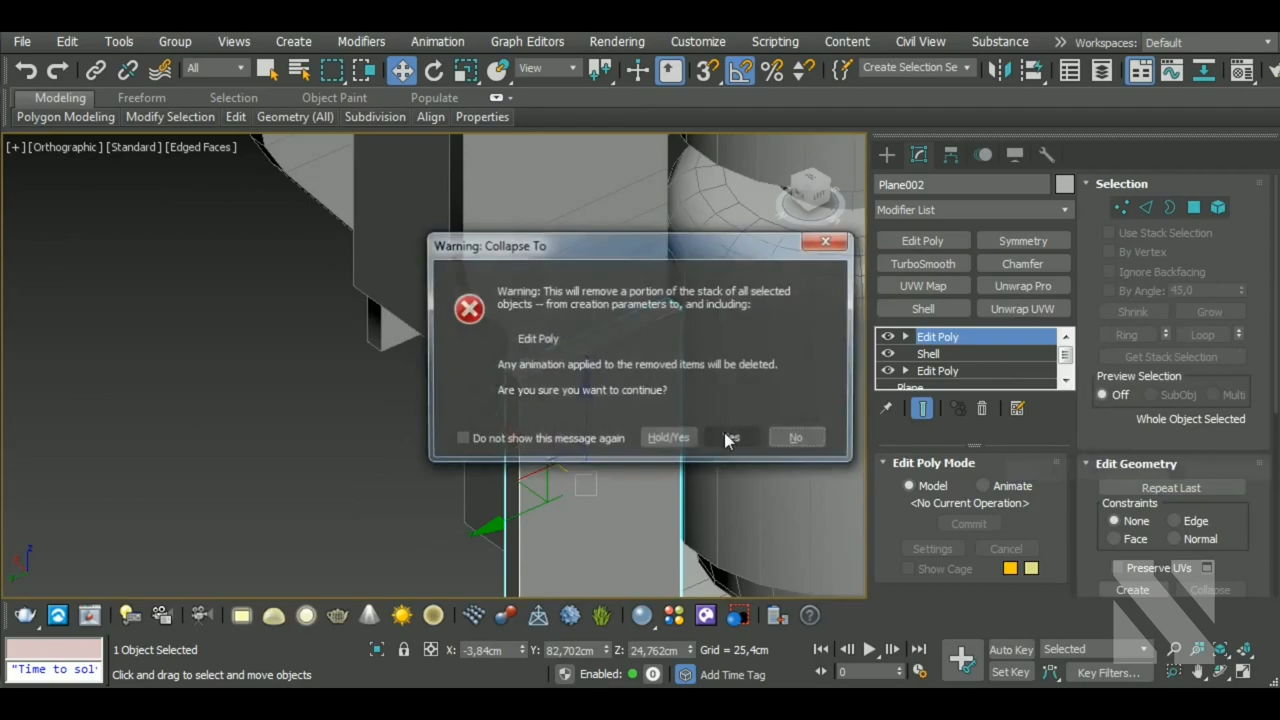 File Edit Tools Group Views Create Modifiers Animation Graph Editors Rendering Customize Scripting Content Civil View Substance Workspaces: Default
All View Create Selection Se
Modeling Freeform Selection Object Paint Populate
Polygon Modeling Modify Selection Edit Geometry (All) Subdivision Align Properties
[+] [Orthographic] [Standard] [Edged Faces]
Plane002
Modifier List
Edit Poly Symmetry
TurboSmooth Chamfer
UVW Map Unwrap Pro
Shell Unwrap UVW
Edit Poly
Shell
Edit Poly
Plane
Edit Poly Mode
Model Animate
<No Current Operation>
Commit
Settings Cancel
Show Cage
Selection
Use Stack Selection
By Vertex
Ignore Backfacing
By Angle: 45,0
Shrink Grow
Ring Loop
Get Stack Selection
Preview Selection
Off SubObj Multi
Whole Object Selected
Edit Geometry
Repeat Last
Constraints
None Edge
Face Normal
Preserve UVs
Create Collapse
Warning: Collapse To
Warning: This will remove a portion of the stack of all selected
objects -- from creation parameters to, and including:
Edit Poly
Any animation applied to the removed items will be deleted.
Are you sure you want to continue?
Do not show this message again Hold/Yes Yes No
"Time to sol
1 Object Selected
Click and drag to select and move objects
X: -3,84cm Y: 82,702cm Z: 24,762cm Grid = 25,4cm
Enabled: 0 Add Time Tag
0
Auto Key Selected
Set Key Key Filters...